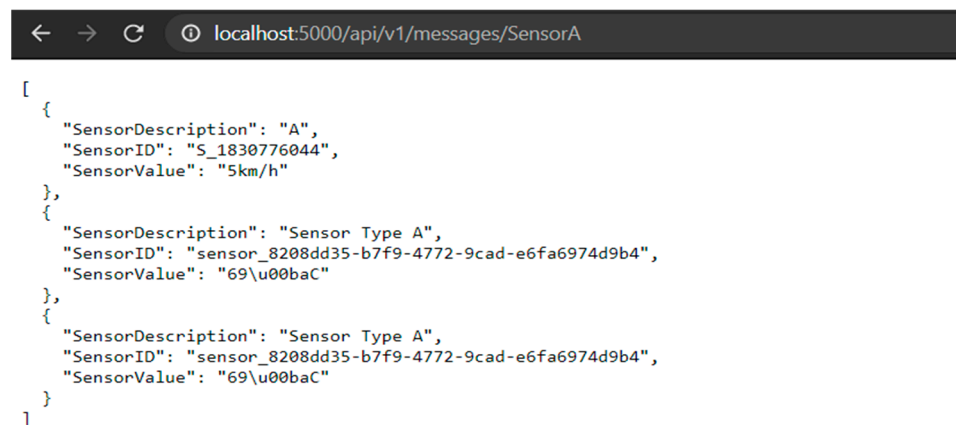 localhost:5000/api/v1/messages/SensorA
[
  {
    "SensorDescription": "A",
    "SensorID": "S_1830776044",
    "SensorValue": "5km/h"
  },
  {
    "SensorDescription": "Sensor Type A",
    "SensorID": "sensor_8208dd35-b7f9-4772-9cad-e6fa6974d9b4",
    "SensorValue": "69\u00baC"
  },
  {
    "SensorDescription": "Sensor Type A",
    "SensorID": "sensor_8208dd35-b7f9-4772-9cad-e6fa6974d9b4",
    "SensorValue": "69\u00baC"
  }
]